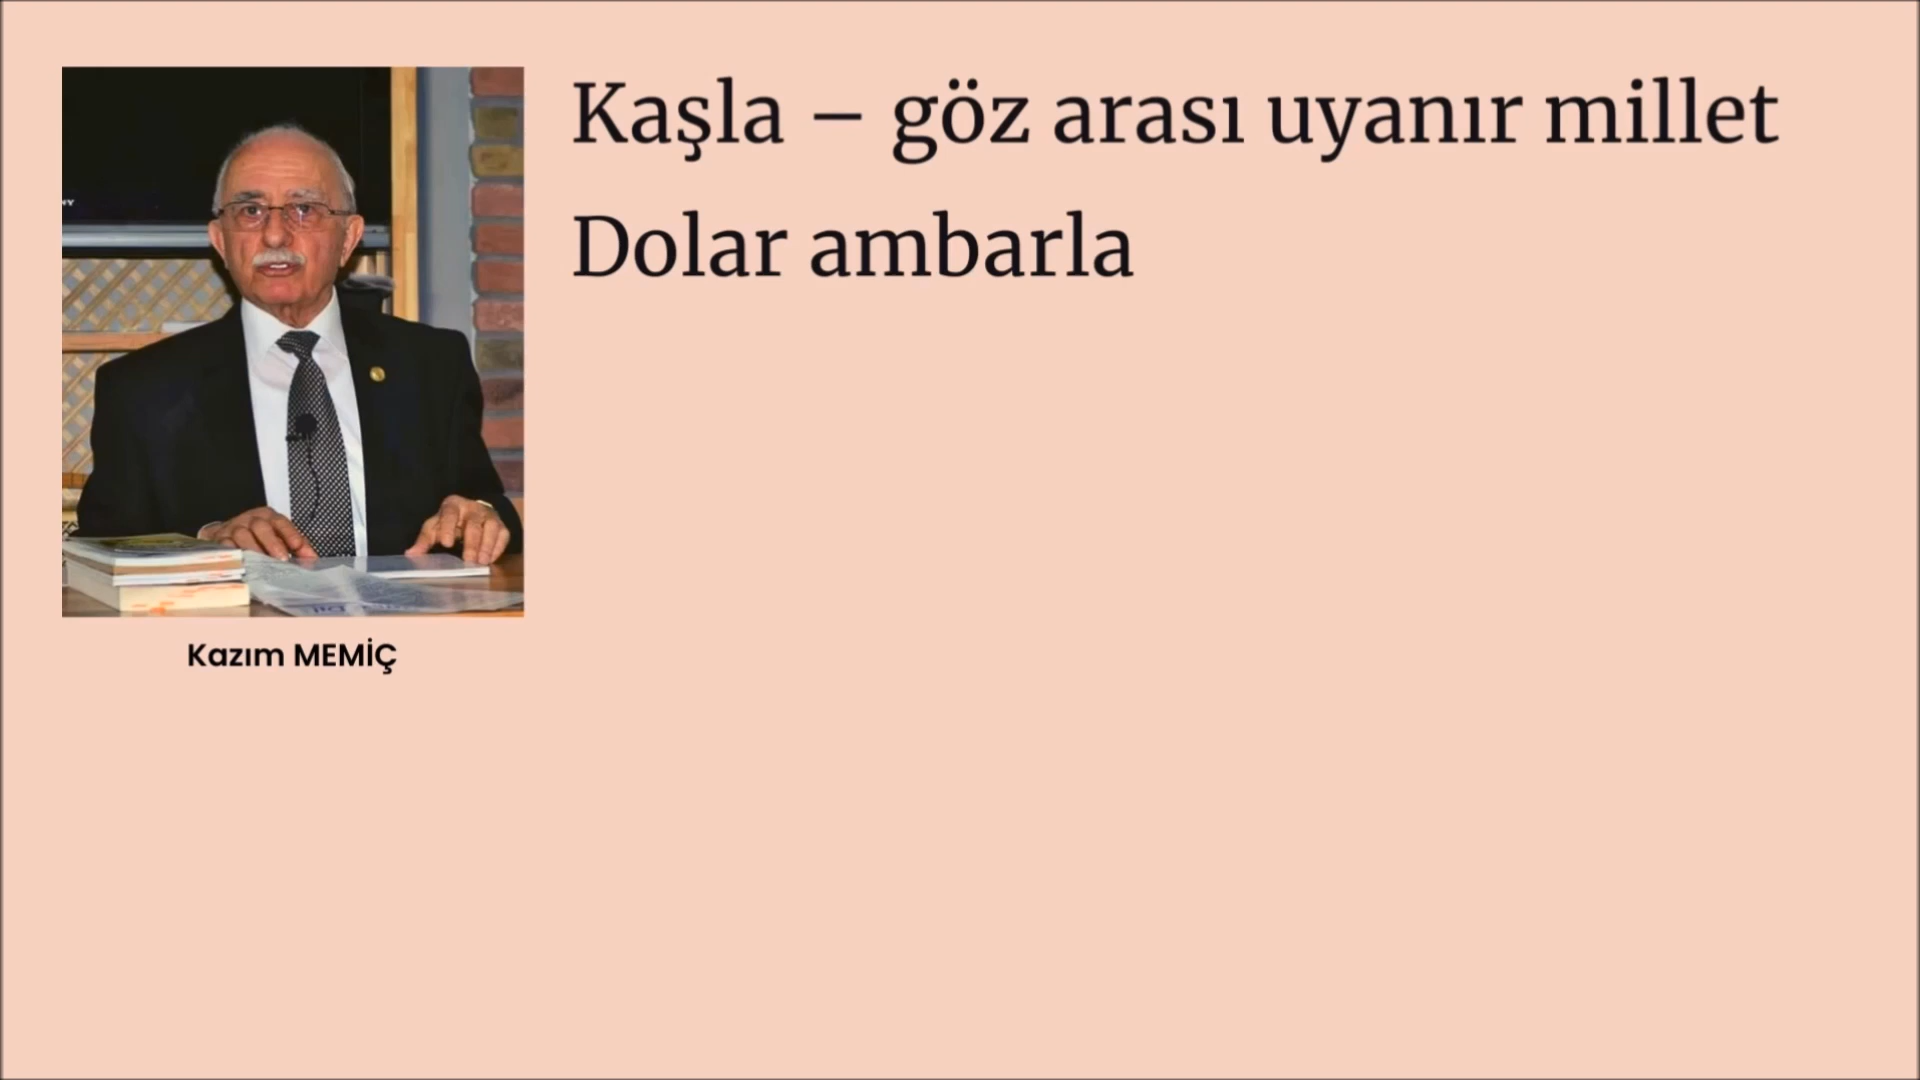 Kaşla – göz arası uyanır millet
Dolar ambarla
Kazım MEMİÇ